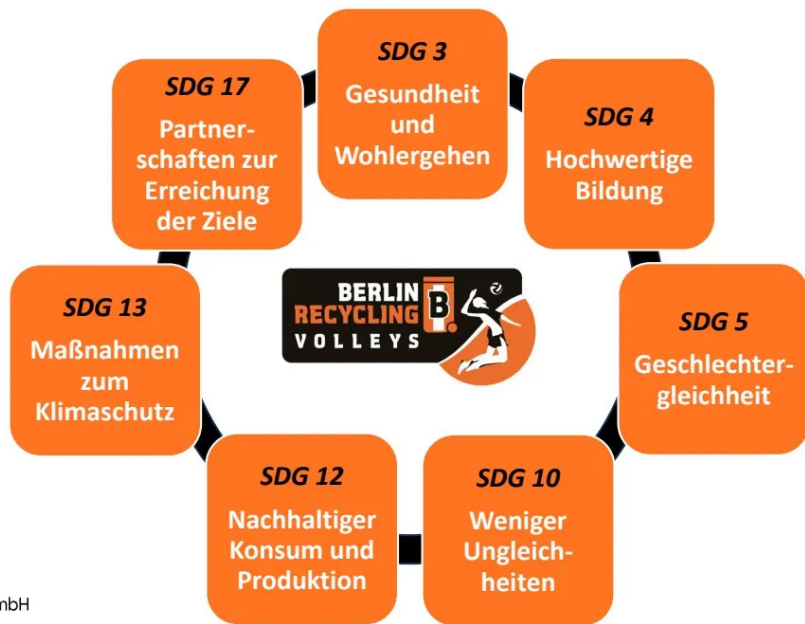 SDG 3
Gesundheit
und
Wohlergehen
SDG 4
Hochwertige
Bildung
SDG 5
Geschlechter-
gleichheit
SDG 10
Weniger
Ungleich-
heiten
SDG 12
Nachhaltiger
Konsum und
Produktion
SDG 13
Maßnahmen
zum
Klimaschutz
SDG 17
Partner-
schaften zur
Erreichung
der Ziele
BERLIN
RECYCLING
VOLLEYS
B.